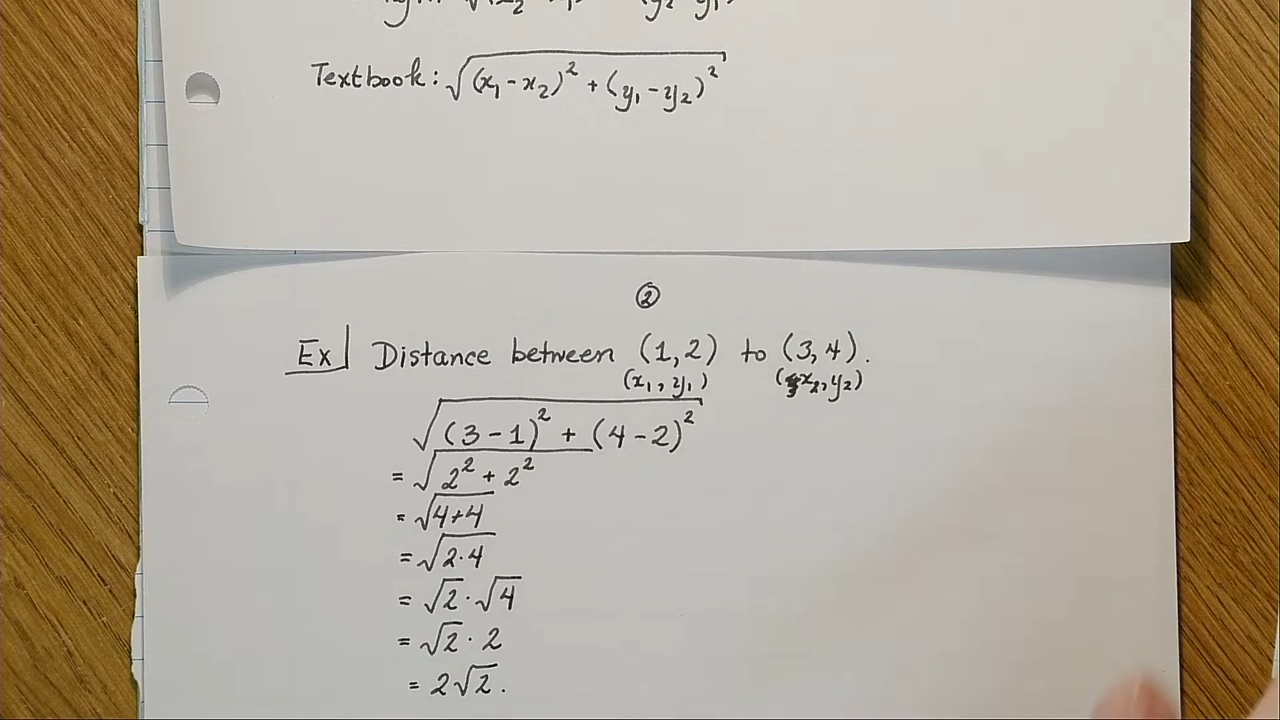 Textbook: √((x₁ - x₂)² + (y₁ - y₂)²)
②
Ex| Distance between (1, 2) to (3, 4).
(x₁, y₁) (x₂, y₂)
√((3 - 1)² + (4 - 2)²)
= √(2² + 2²)
= √(4+4)
= √(2·4)
= √2 · √4
= √2 · 2
= 2√2.